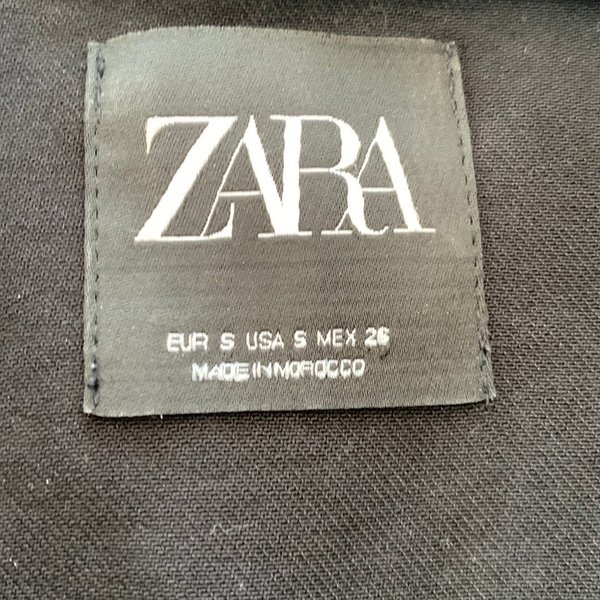 ZARA
EUR S USA S MEX 26
MADE IN MOROCCO